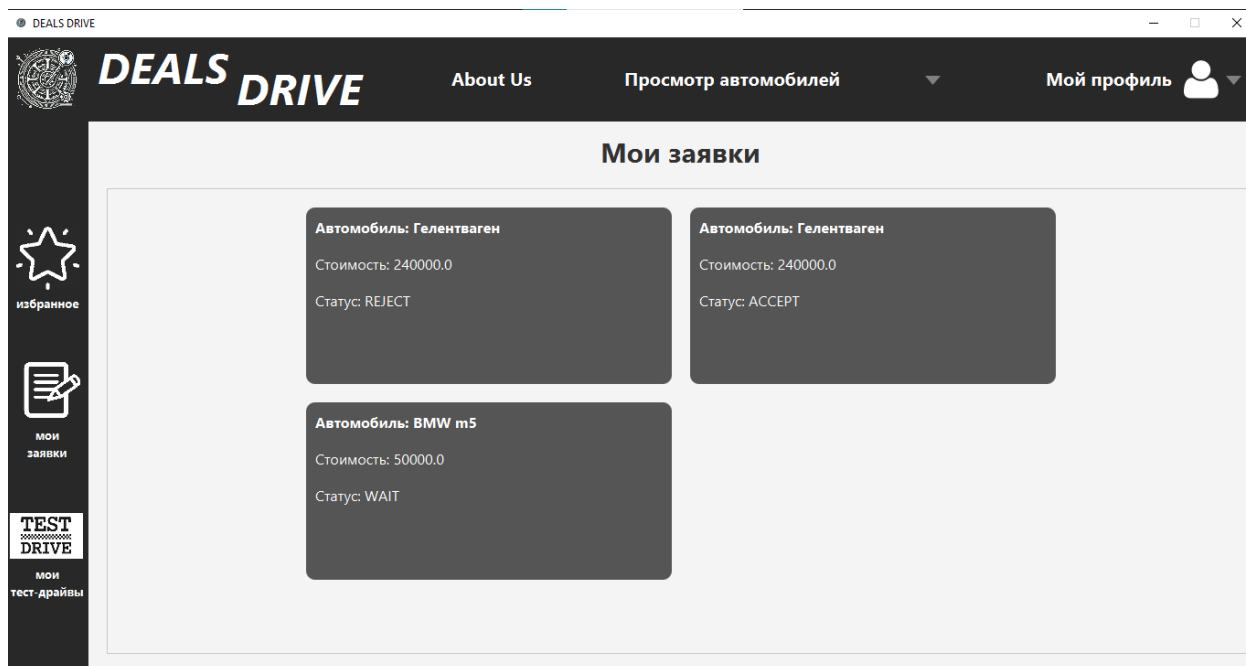 DEALS DRIVE
DEALS
DRIVE
About Us
Просмотр автомобилей
Мой профиль
Мои заявки
избранное
мои
заявки
TEST
DRIVE
мои
тест-драйвы
Автомобиль: Гелентваген
Стоимость: 240000.0
Статус: REJECT
Автомобиль: Гелентваген
Стоимость: 240000.0
Статус: ACCEPT
Автомобиль: BMW m5
Стоимость: 50000.0
Статус: WAIT